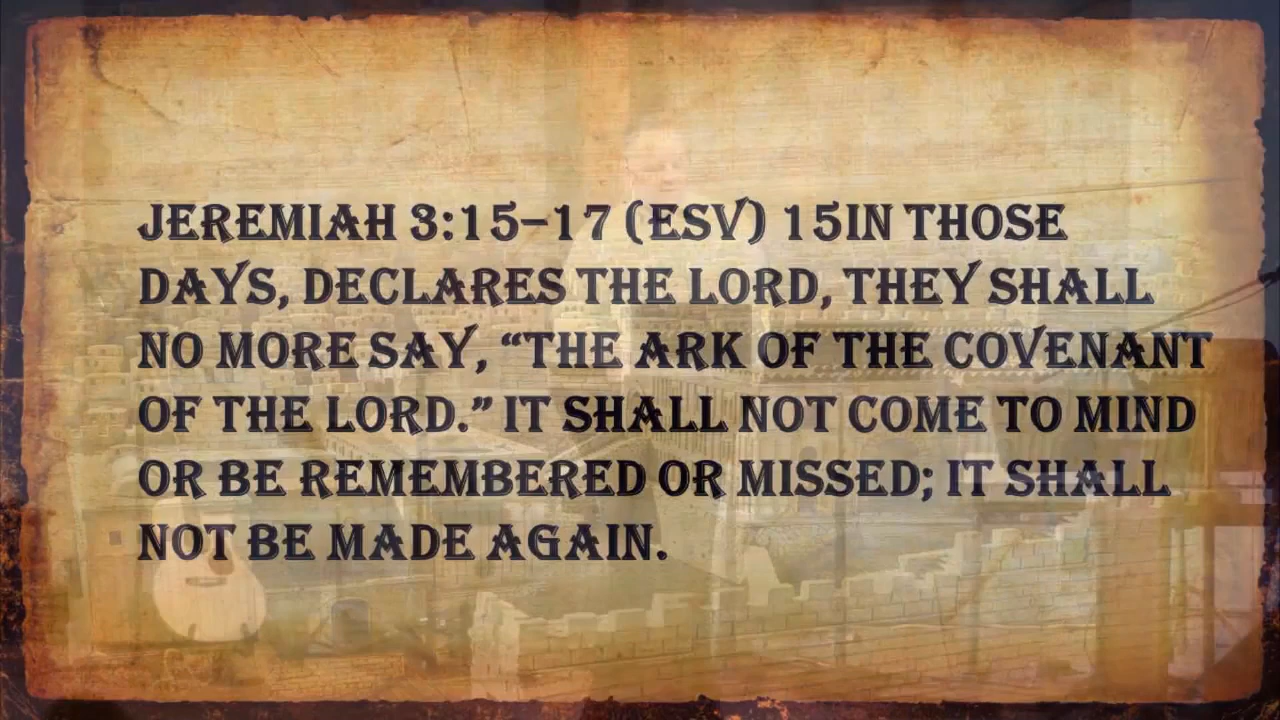 JEREMIAH 3:15–17 (ESV) 15IN THOSE
DAYS, DECLARES THE LORD, THEY SHALL
NO MORE SAY, “THE ARK OF THE COVENANT
OF THE LORD.” IT SHALL NOT COME TO MIND
OR BE REMEMBERED OR MISSED; IT SHALL
NOT BE MADE AGAIN.